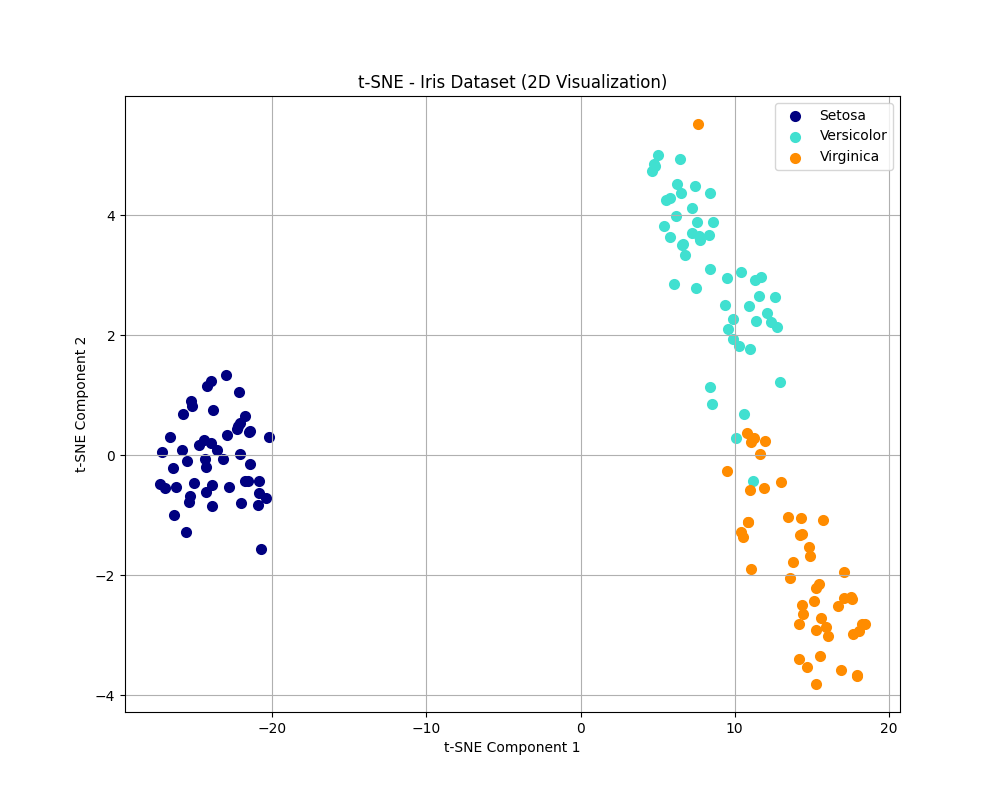 t-SNE - Iris Dataset (2D Visualization)
Setosa
Versicolor
Virginica
t-SNE Component 2
4
2
0
−2
−4
−20
−10
0
10
20
t-SNE Component 1